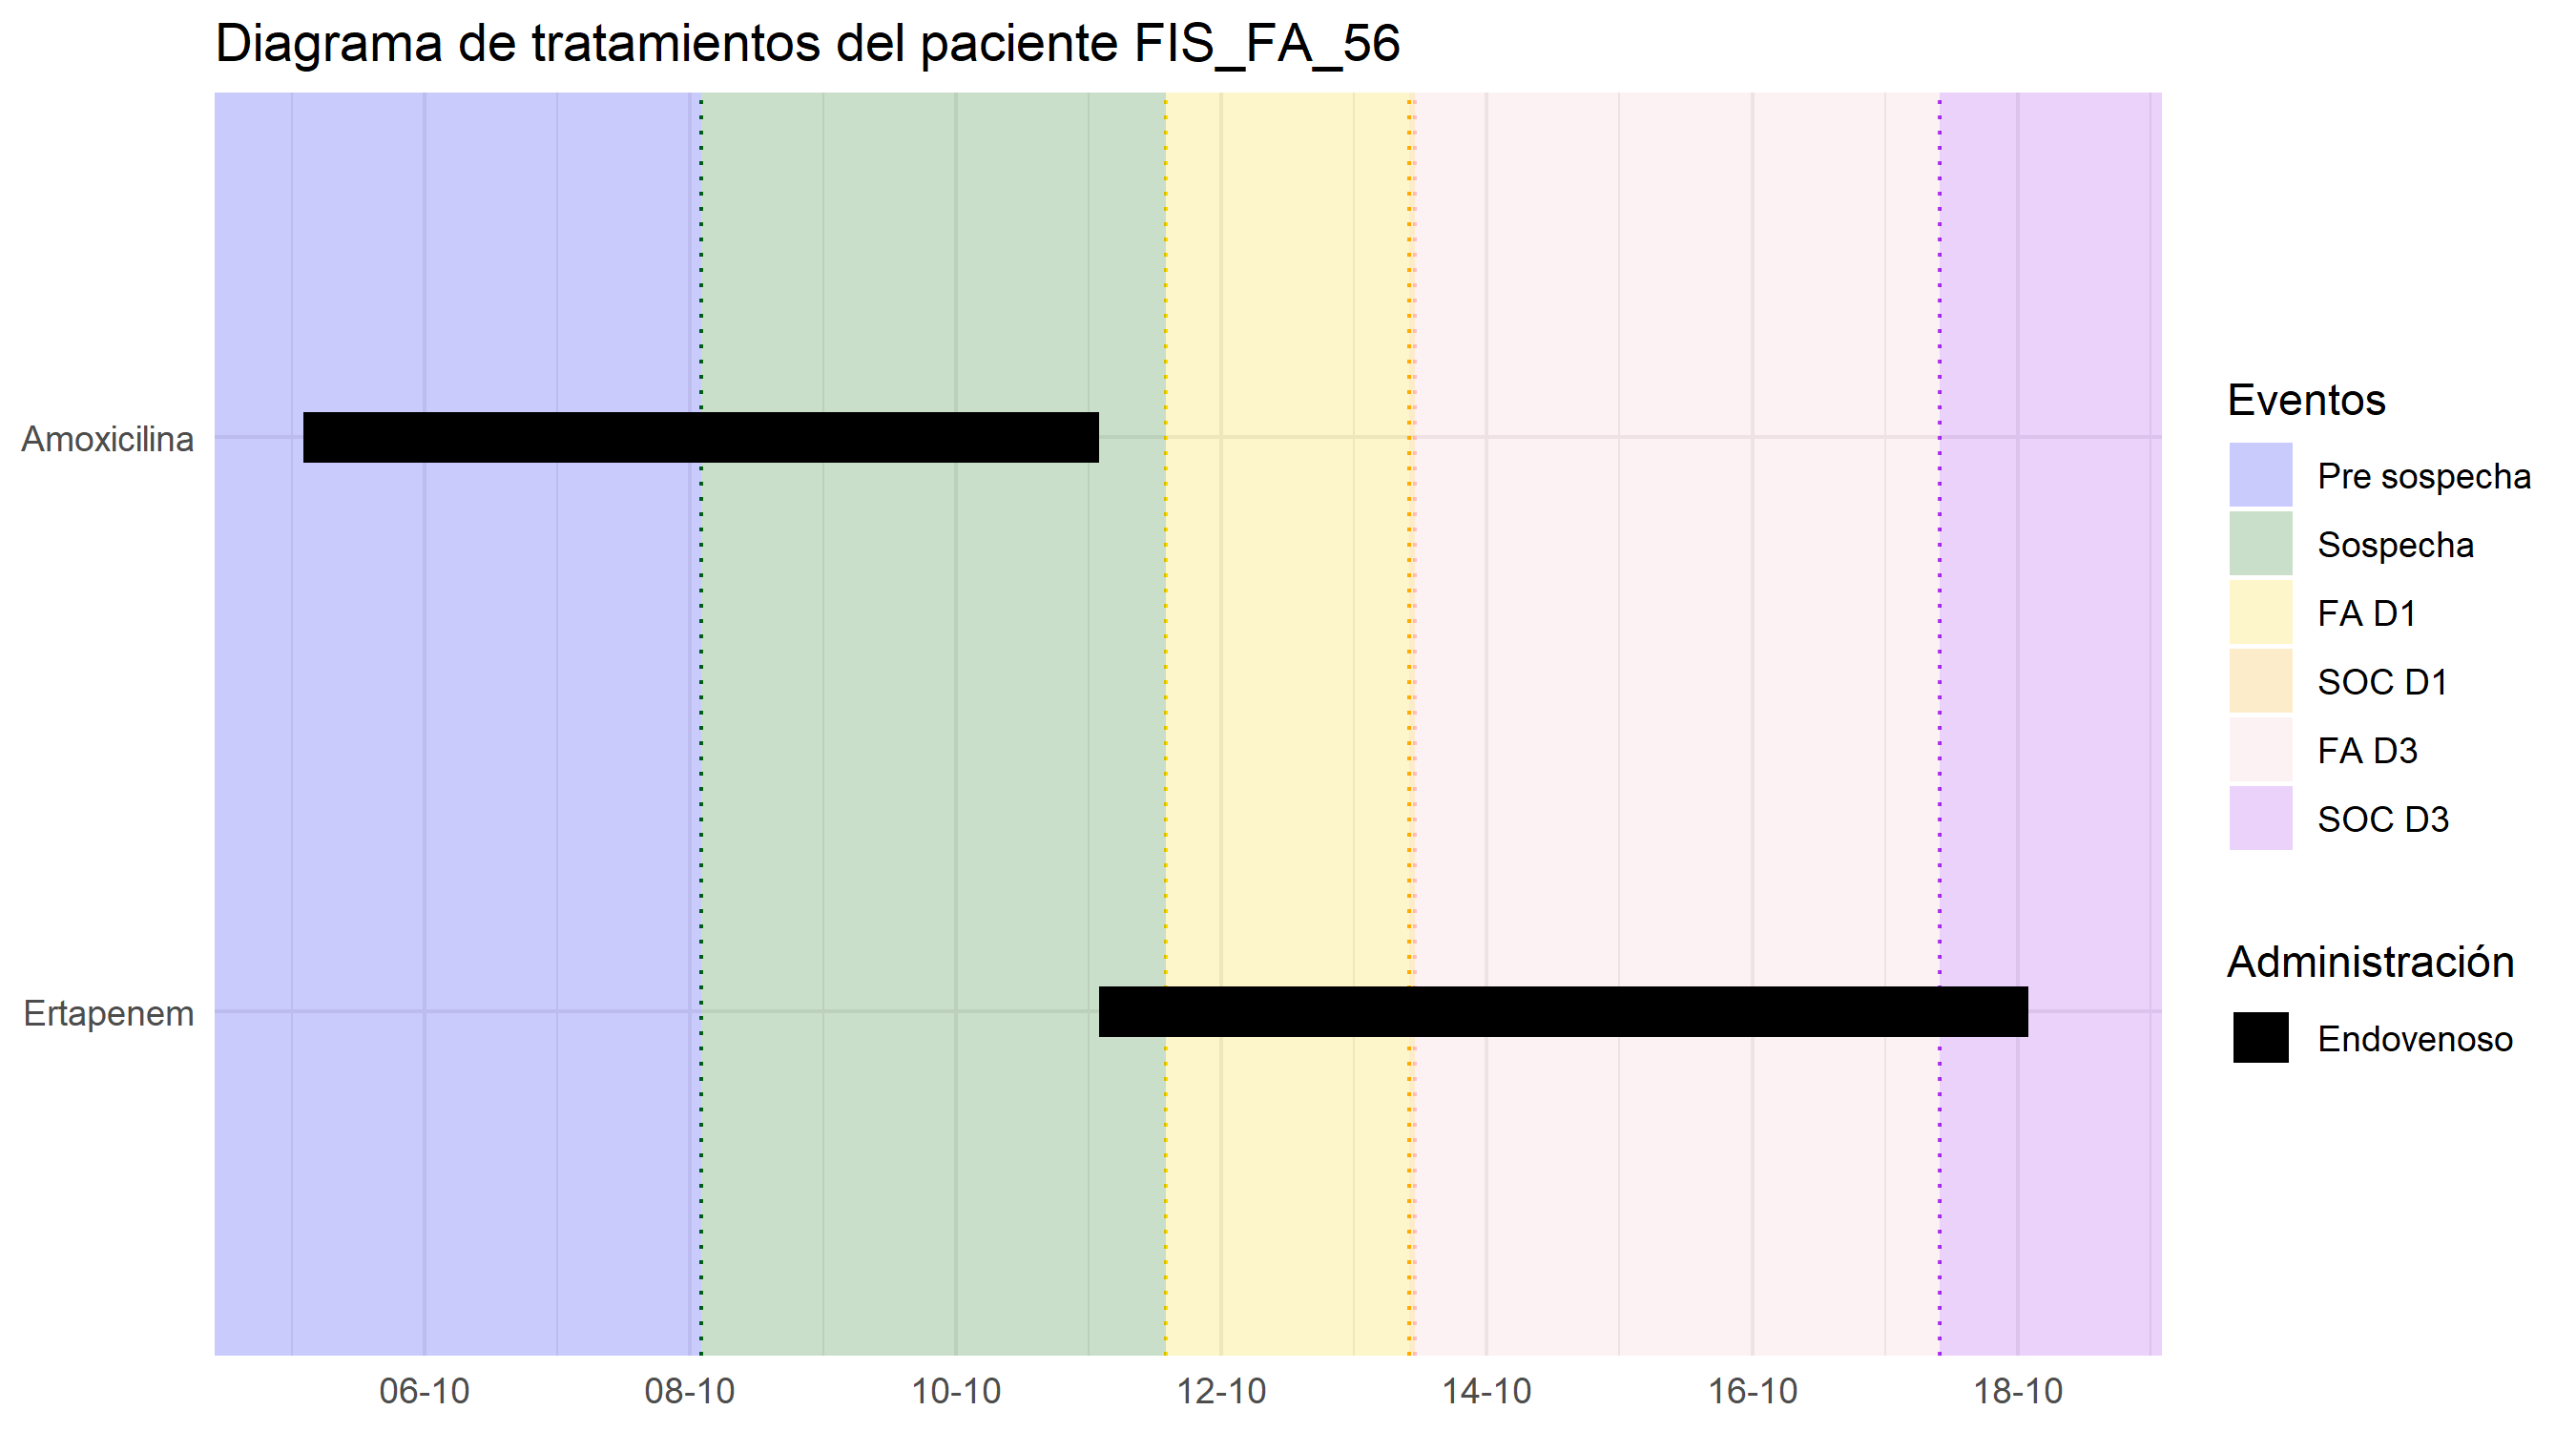 Diagrama de tratamientos del paciente FIS_FA_56
Amoxicilina
Ertapenem
06-10
08-10
10-10
12-10
14-10
16-10
18-10
Eventos
Pre sospecha
Sospecha
FA D1
SOC D1
FA D3
SOC D3
Administración
Endovenoso